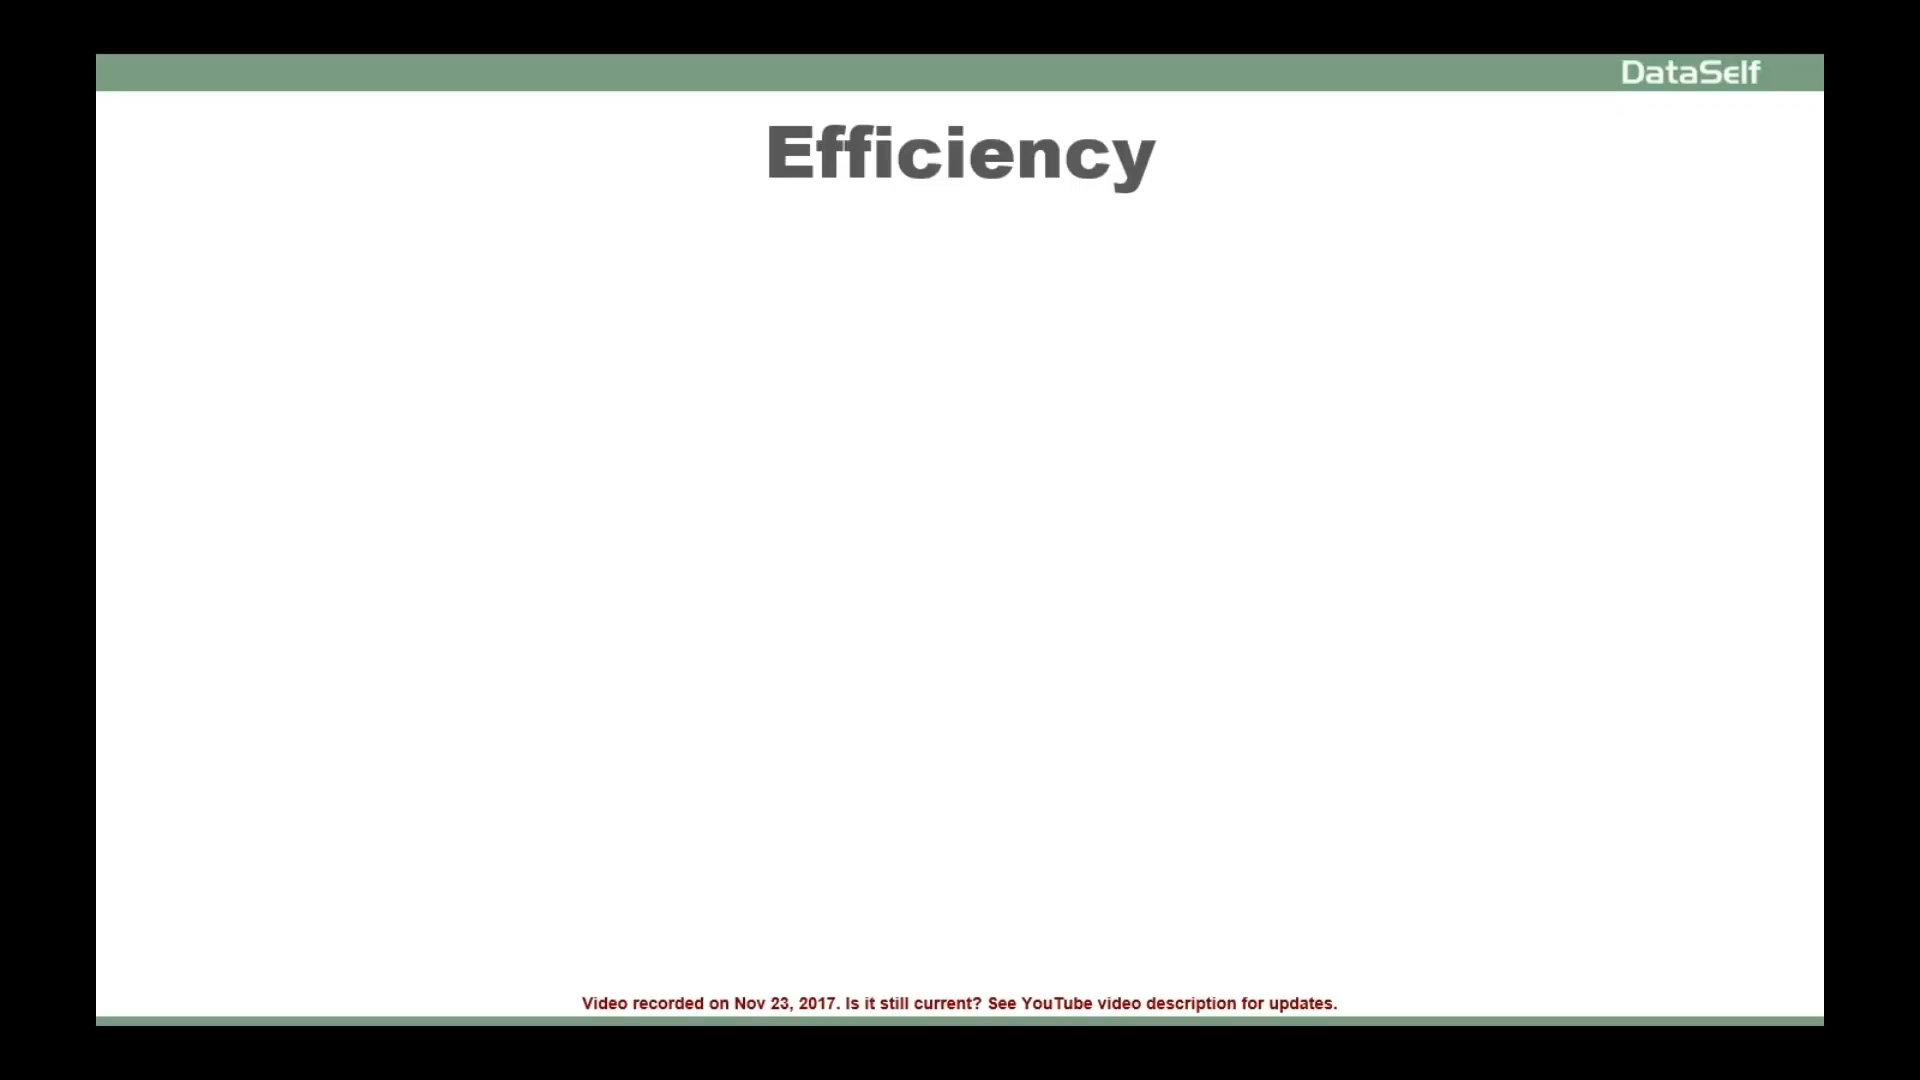 DataSelf
Efficiency
Video recorded on Nov 23, 2017. Is it still current? See YouTube video description for updates.